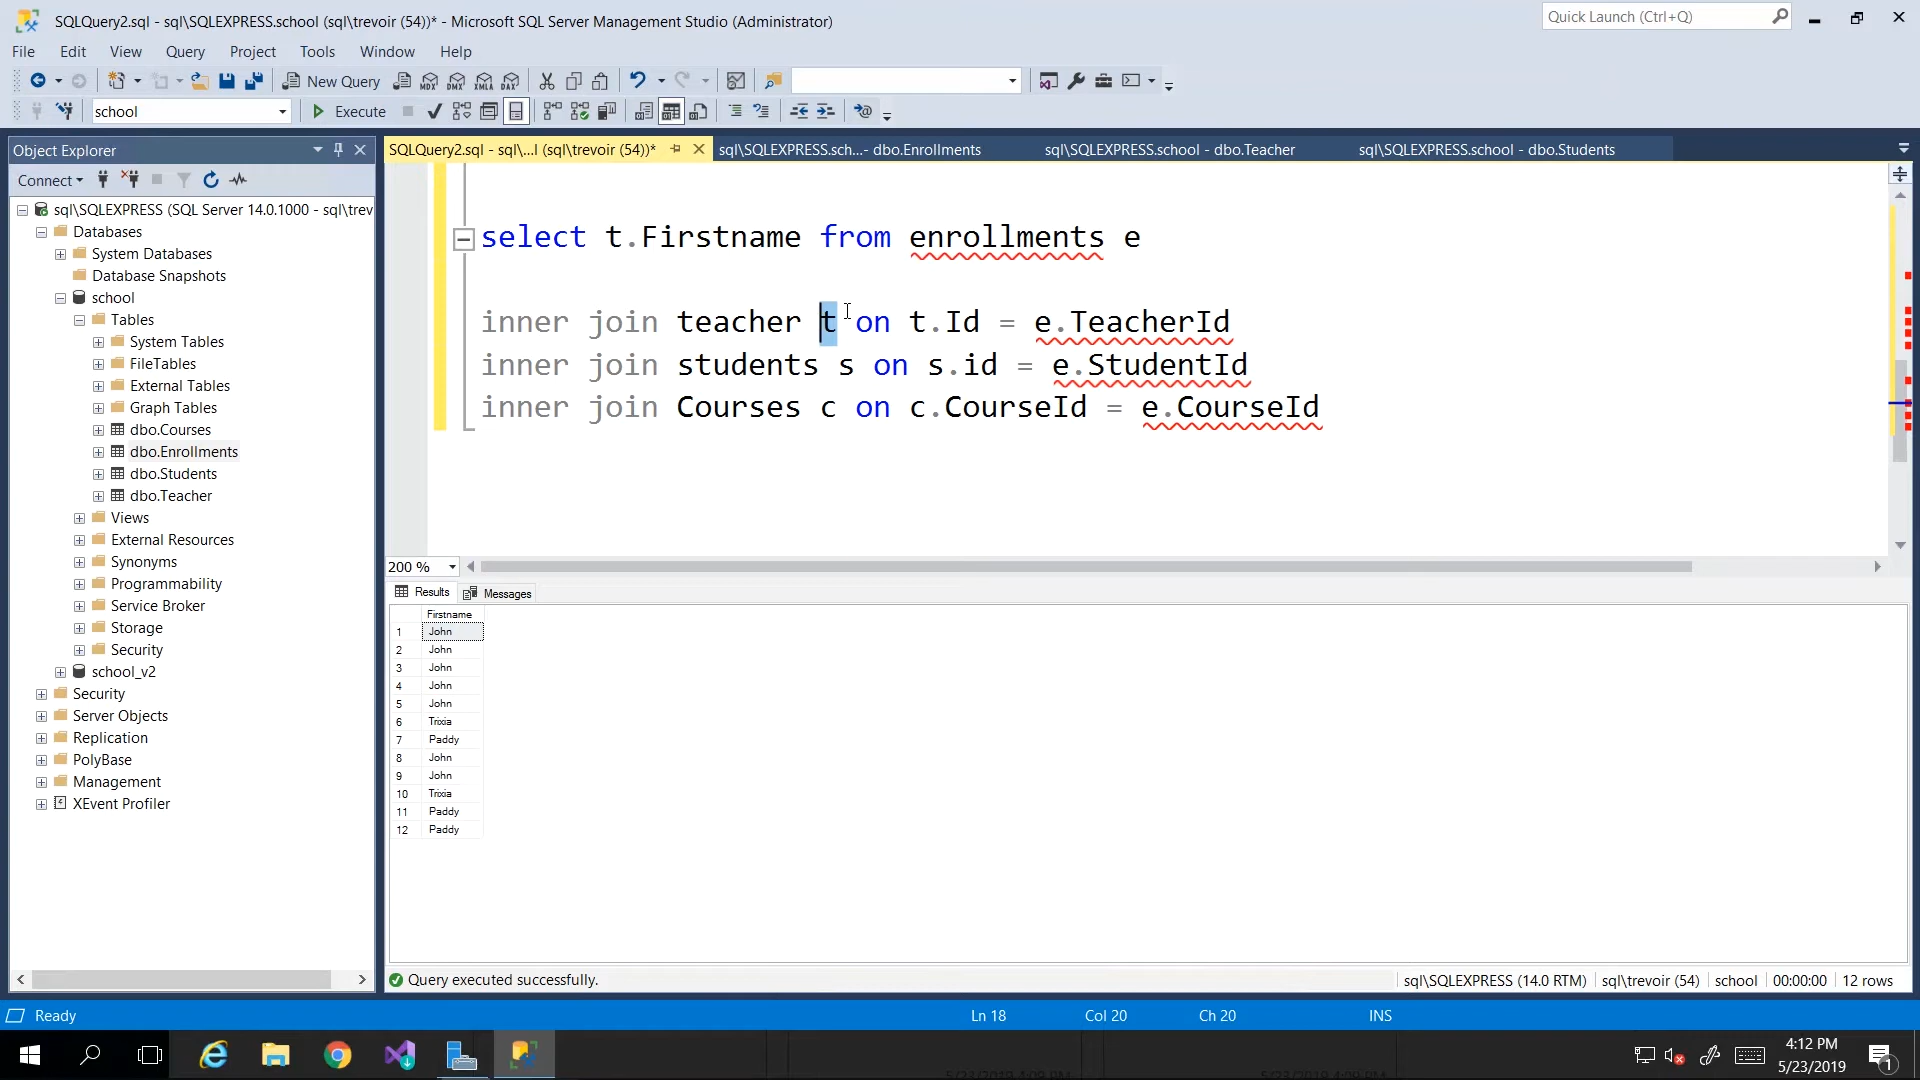 SQLQuery2.sql - sql\SQLEXPRESS.school (sql\trevoir (54))* - Microsoft SQL Server Management Studio (Administrator)
Quick Launch (Ctrl+Q)
File Edit View Query Project Tools Window Help
New Query
MDX DMX XMLA DAX
school
Execute
Object Explorer
SQLQuery2.sql - sql\...l (sql\trevoir (54))*
sql\SQLEXPRESS.sch...- dbo.Enrollments
sql\SQLEXPRESS.school - dbo.Teacher
sql\SQLEXPRESS.school - dbo.Students
Connect
sql\SQLEXPRESS (SQL Server 14.0.1000 - sql\trev
Databases
System Databases
Database Snapshots
school
Tables
System Tables
FileTables
External Tables
Graph Tables
dbo.Courses
dbo.Enrollments
dbo.Students
dbo.Teacher
Views
External Resources
Synonyms
Programmability
Service Broker
Storage
Security
school_v2
Security
Server Objects
Replication
PolyBase
Management
XEvent Profiler
select t.Firstname from enrollments e
inner join teacher t on t.Id = e.TeacherId
inner join students s on s.id = e.StudentId
inner join Courses c on c.CourseId = e.CourseId
200 %
Results Messages
Firstname
1 John
2 John
3 John
4 John
5 John
6 Trixia
7 Paddy
8 John
9 John
10 Trixia
11 Paddy
12 Paddy
Query executed successfully.
sql\SQLEXPRESS (14.0 RTM) sql\trevoir (54) school 00:00:00 12 rows
Ready
Ln 18 Col 20 Ch 20 INS
4:12 PM
5/23/2019
1